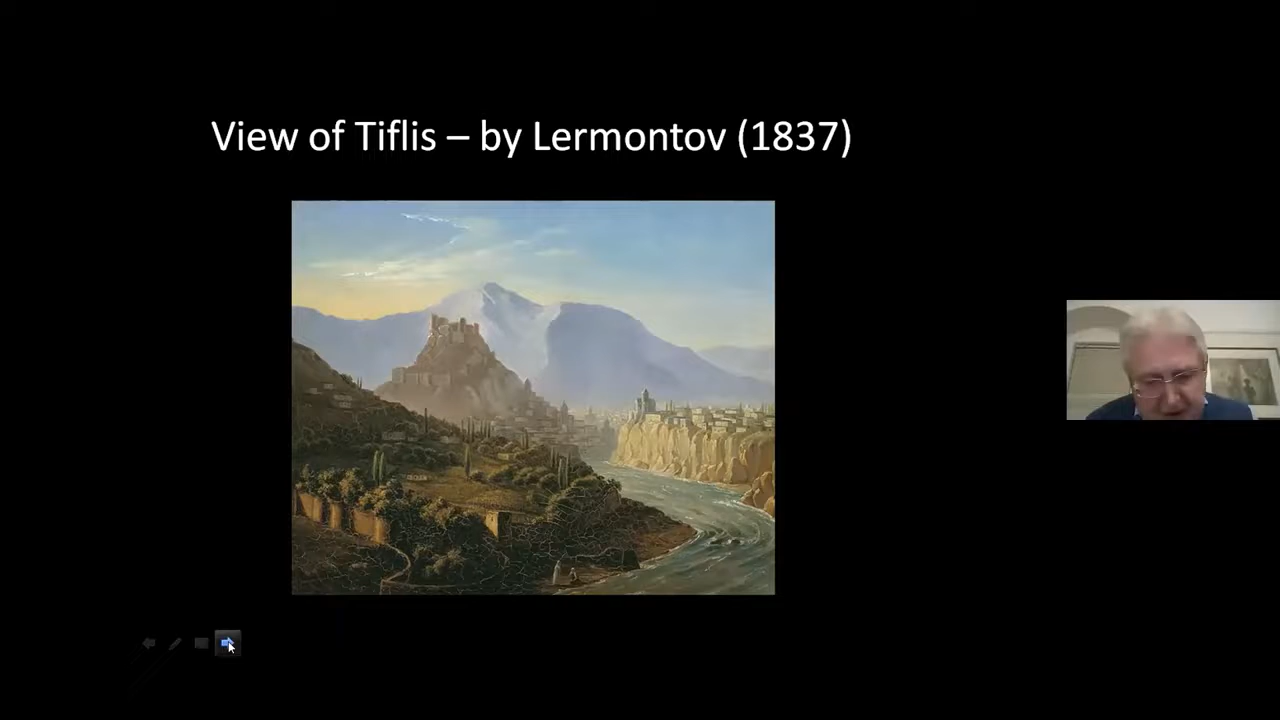 View of Tiflis – by Lermontov (1837)